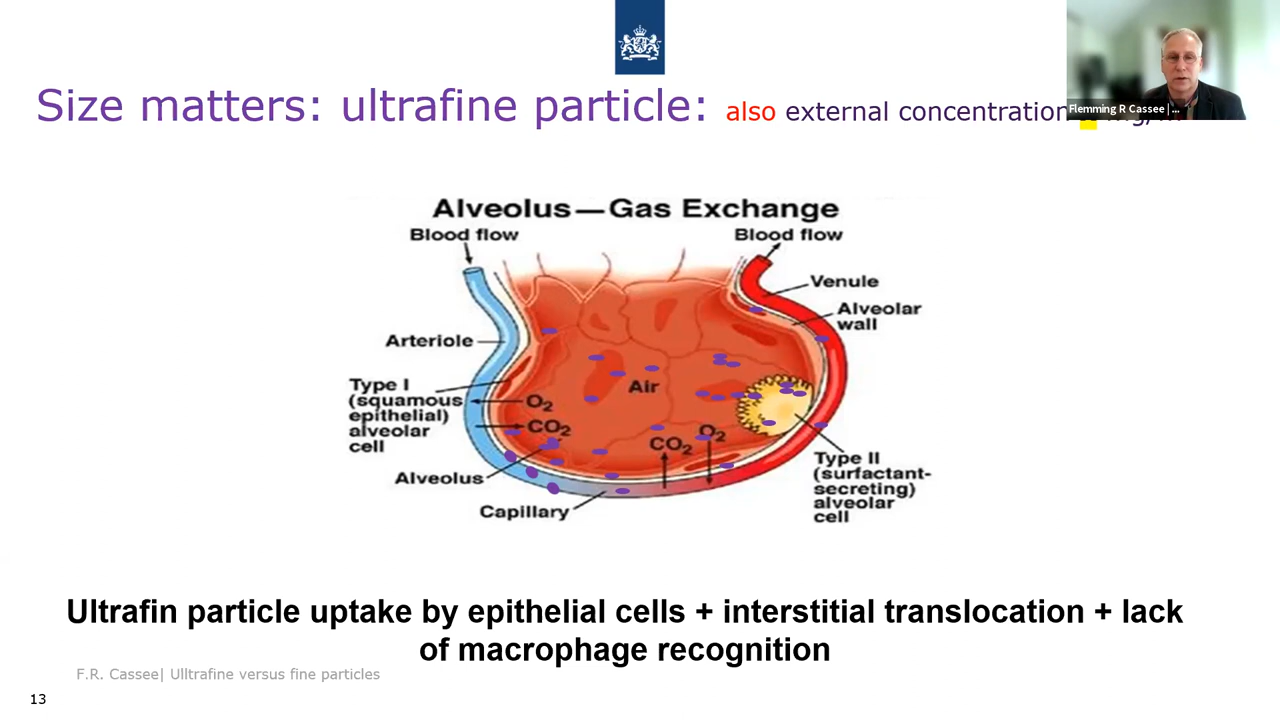 Size matters: ultrafine particle: also external concentration
Flemming R Cassee | ...
Alveolus—Gas Exchange
Blood flow
Blood flow
Venule
Alveolar
wall
Arteriole
Type I
(squamous
epithelial)
alveolar
cell
Air
O2
CO2
CO2
O2
Alveolus
Capillary
Type II
(surfactant-
secreting)
alveolar
cell
Ultrafin particle uptake by epithelial cells + interstitial translocation + lack
of macrophage recognition
F.R. Cassee| Ulltrafine versus fine particles
13